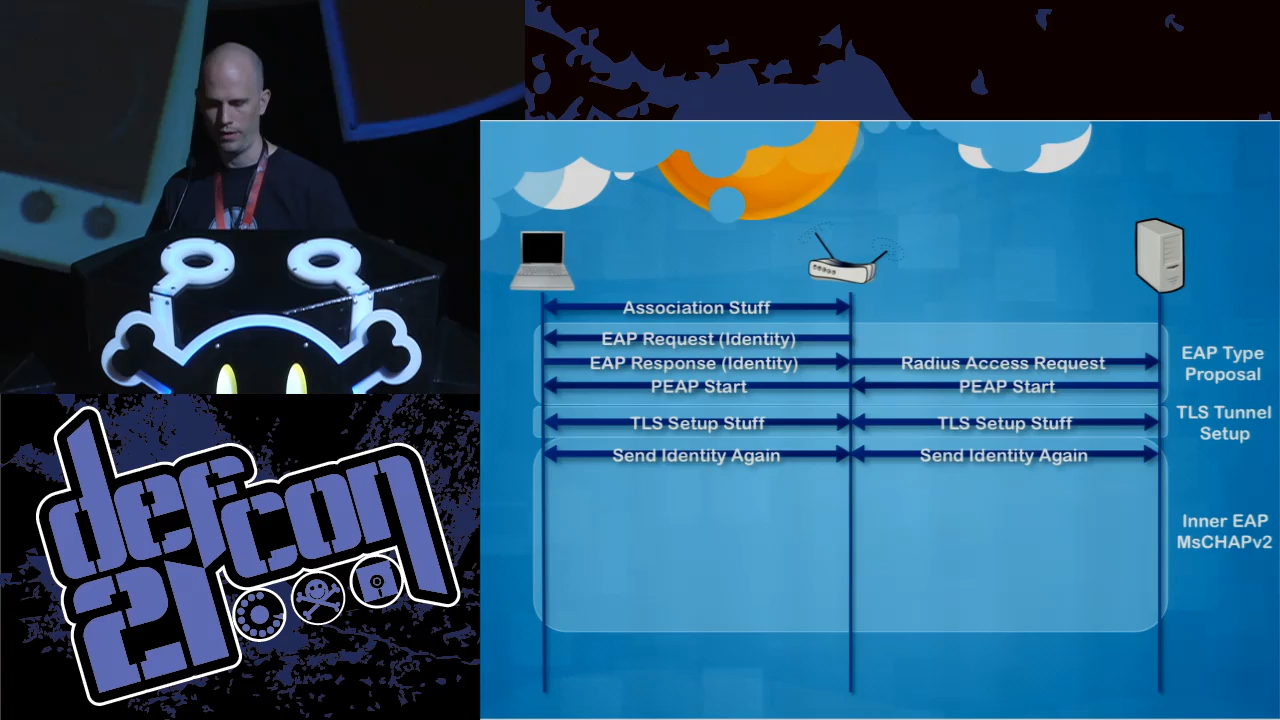 Association Stuff
EAP Request (Identity)
EAP Response (Identity)
Radius Access Request
PEAP Start
PEAP Start
EAP Type
Proposal
TLS Setup Stuff
TLS Setup Stuff
TLS Tunnel
Setup
Send Identity Again
Send Identity Again
Inner EAP
MsCHAPv2
defcon
21